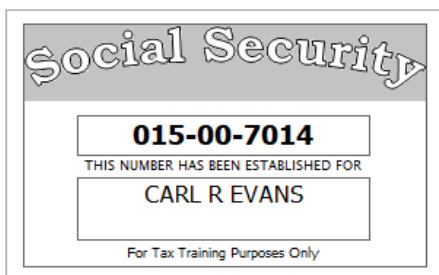 Social Security
015-00-7014
THIS NUMBER HAS BEEN ESTABLISHED FOR
CARL R EVANS
For Tax Training Purposes Only